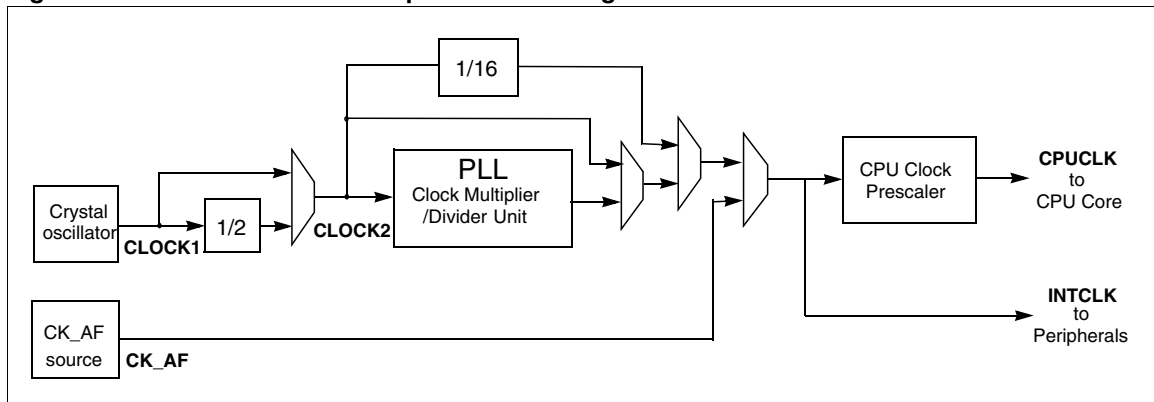 1/16
PLL
Clock Multiplier
/Divider Unit
Crystal
oscillator
CLOCK1
1/2
CLOCK2
CPU Clock
Prescaler
CPUCLK
to
CPU Core
INTCLK
to
Peripherals
CK_AF
source
CK_AF